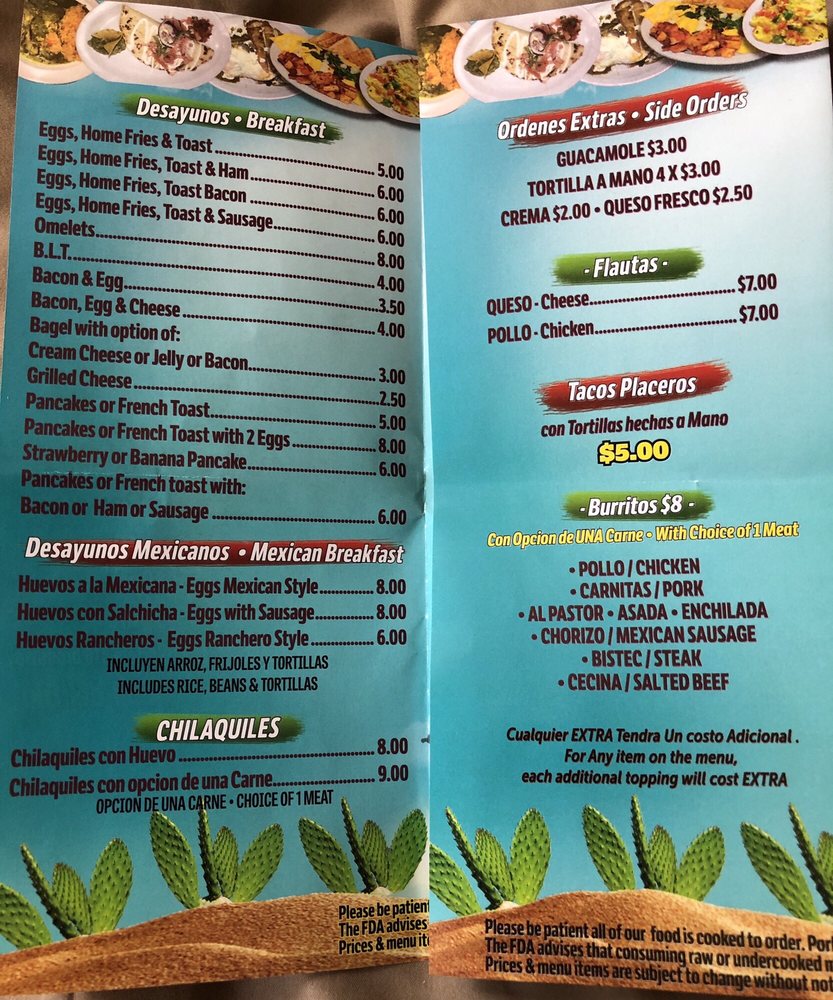 Desayunos • Breakfast
Eggs, Home Fries & Toast 5.00
Eggs, Home Fries, Toast & Ham 6.00
Eggs, Home Fries, Toast Bacon 6.00
Eggs, Home Fries, Toast & Sausage 6.00
Omelets 8.00
B.L.T. 4.00
Bacon & Egg 3.50
Bacon, Egg & Cheese 4.00
Bagel with option of:
Cream Cheese or Jelly or Bacon 3.00
Grilled Cheese 2.50
Pancakes or French Toast 5.00
Pancakes or French Toast with 2 Eggs 8.00
Strawberry or Banana Pancake 6.00
Pancakes or French toast with:
Bacon or Ham or Sausage 6.00
Desayunos Mexicanos • Mexican Breakfast
Huevos a la Mexicana - Eggs Mexican Style 8.00
Huevos con Salchicha - Eggs with Sausage 8.00
Huevos Rancheros - Eggs Ranchero Style 6.00
INCLUYEN ARROZ, FRIJOLES Y TORTILLAS
INCLUDES RICE, BEANS & TORTILLAS
CHILAQUILES
Chilaquiles con Huevo 8.00
Chilaquiles con opcion de una Carne 9.00
OPCION DE UNA CARNE • CHOICE OF 1 MEAT
Please be patient
The FDA advises
Prices & menu it
Ordenes Extras • Side Orders
GUACAMOLE $3.00
TORTILLA A MANO 4 X $3.00
CREMA $2.00 • QUESO FRESCO $2.50
- Flautas -
QUESO - Cheese $7.00
POLLO - Chicken $7.00
Tacos Placeros
con Tortillas hechas a Mano
$5.00
- Burritos $8 -
Con Opcion de UNA Carne • With Choice of 1 Meat
• POLLO / CHICKEN
• CARNITAS / PORK
• AL PASTOR • ASADA • ENCHILADA
• CHORIZO / MEXICAN SAUSAGE
• BISTEC / STEAK
• CECINA / SALTED BEEF
Cualquier EXTRA Tendra Un costo Adicional .
For Any item on the menu,
each additional topping will cost EXTRA
Please be patient all of our food is cooked to order. Por
The FDA advises that consuming raw or undercooked m
Prices & menu items are subject to change without not